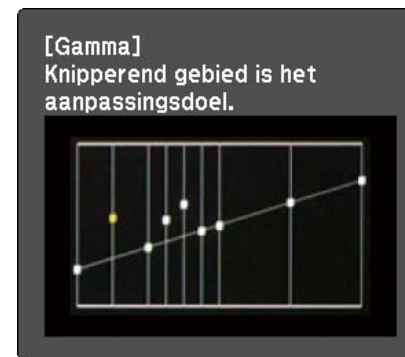 [Gamma]
Knipperend gebied is het
aanpassingsdoel.